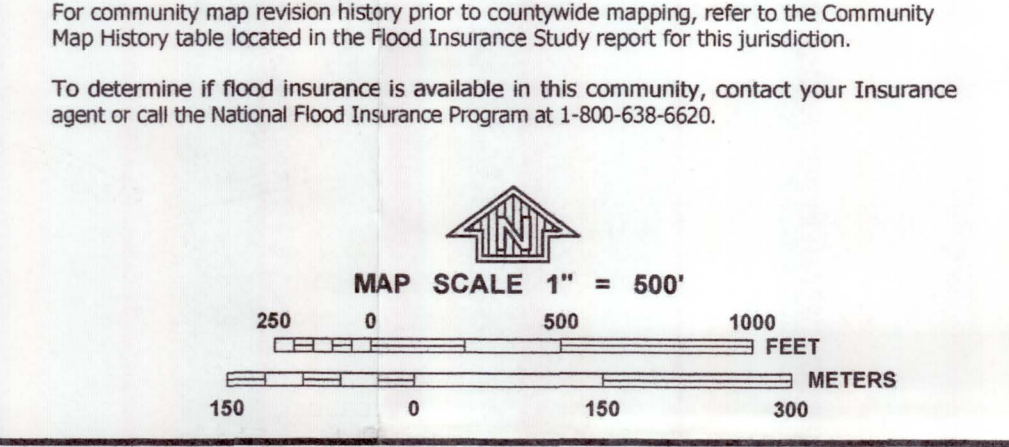 For community map revision history prior to countywide mapping, refer to the Community
Map History table located in the Flood Insurance Study report for this jurisdiction.
To determine if flood insurance is available in this community, contact your Insurance
agent or call the National Flood Insurance Program at 1-800-638-6620.
N
MAP SCALE 1" = 500'
250 0 500 1000
FEET
METERS
150 0 150 300